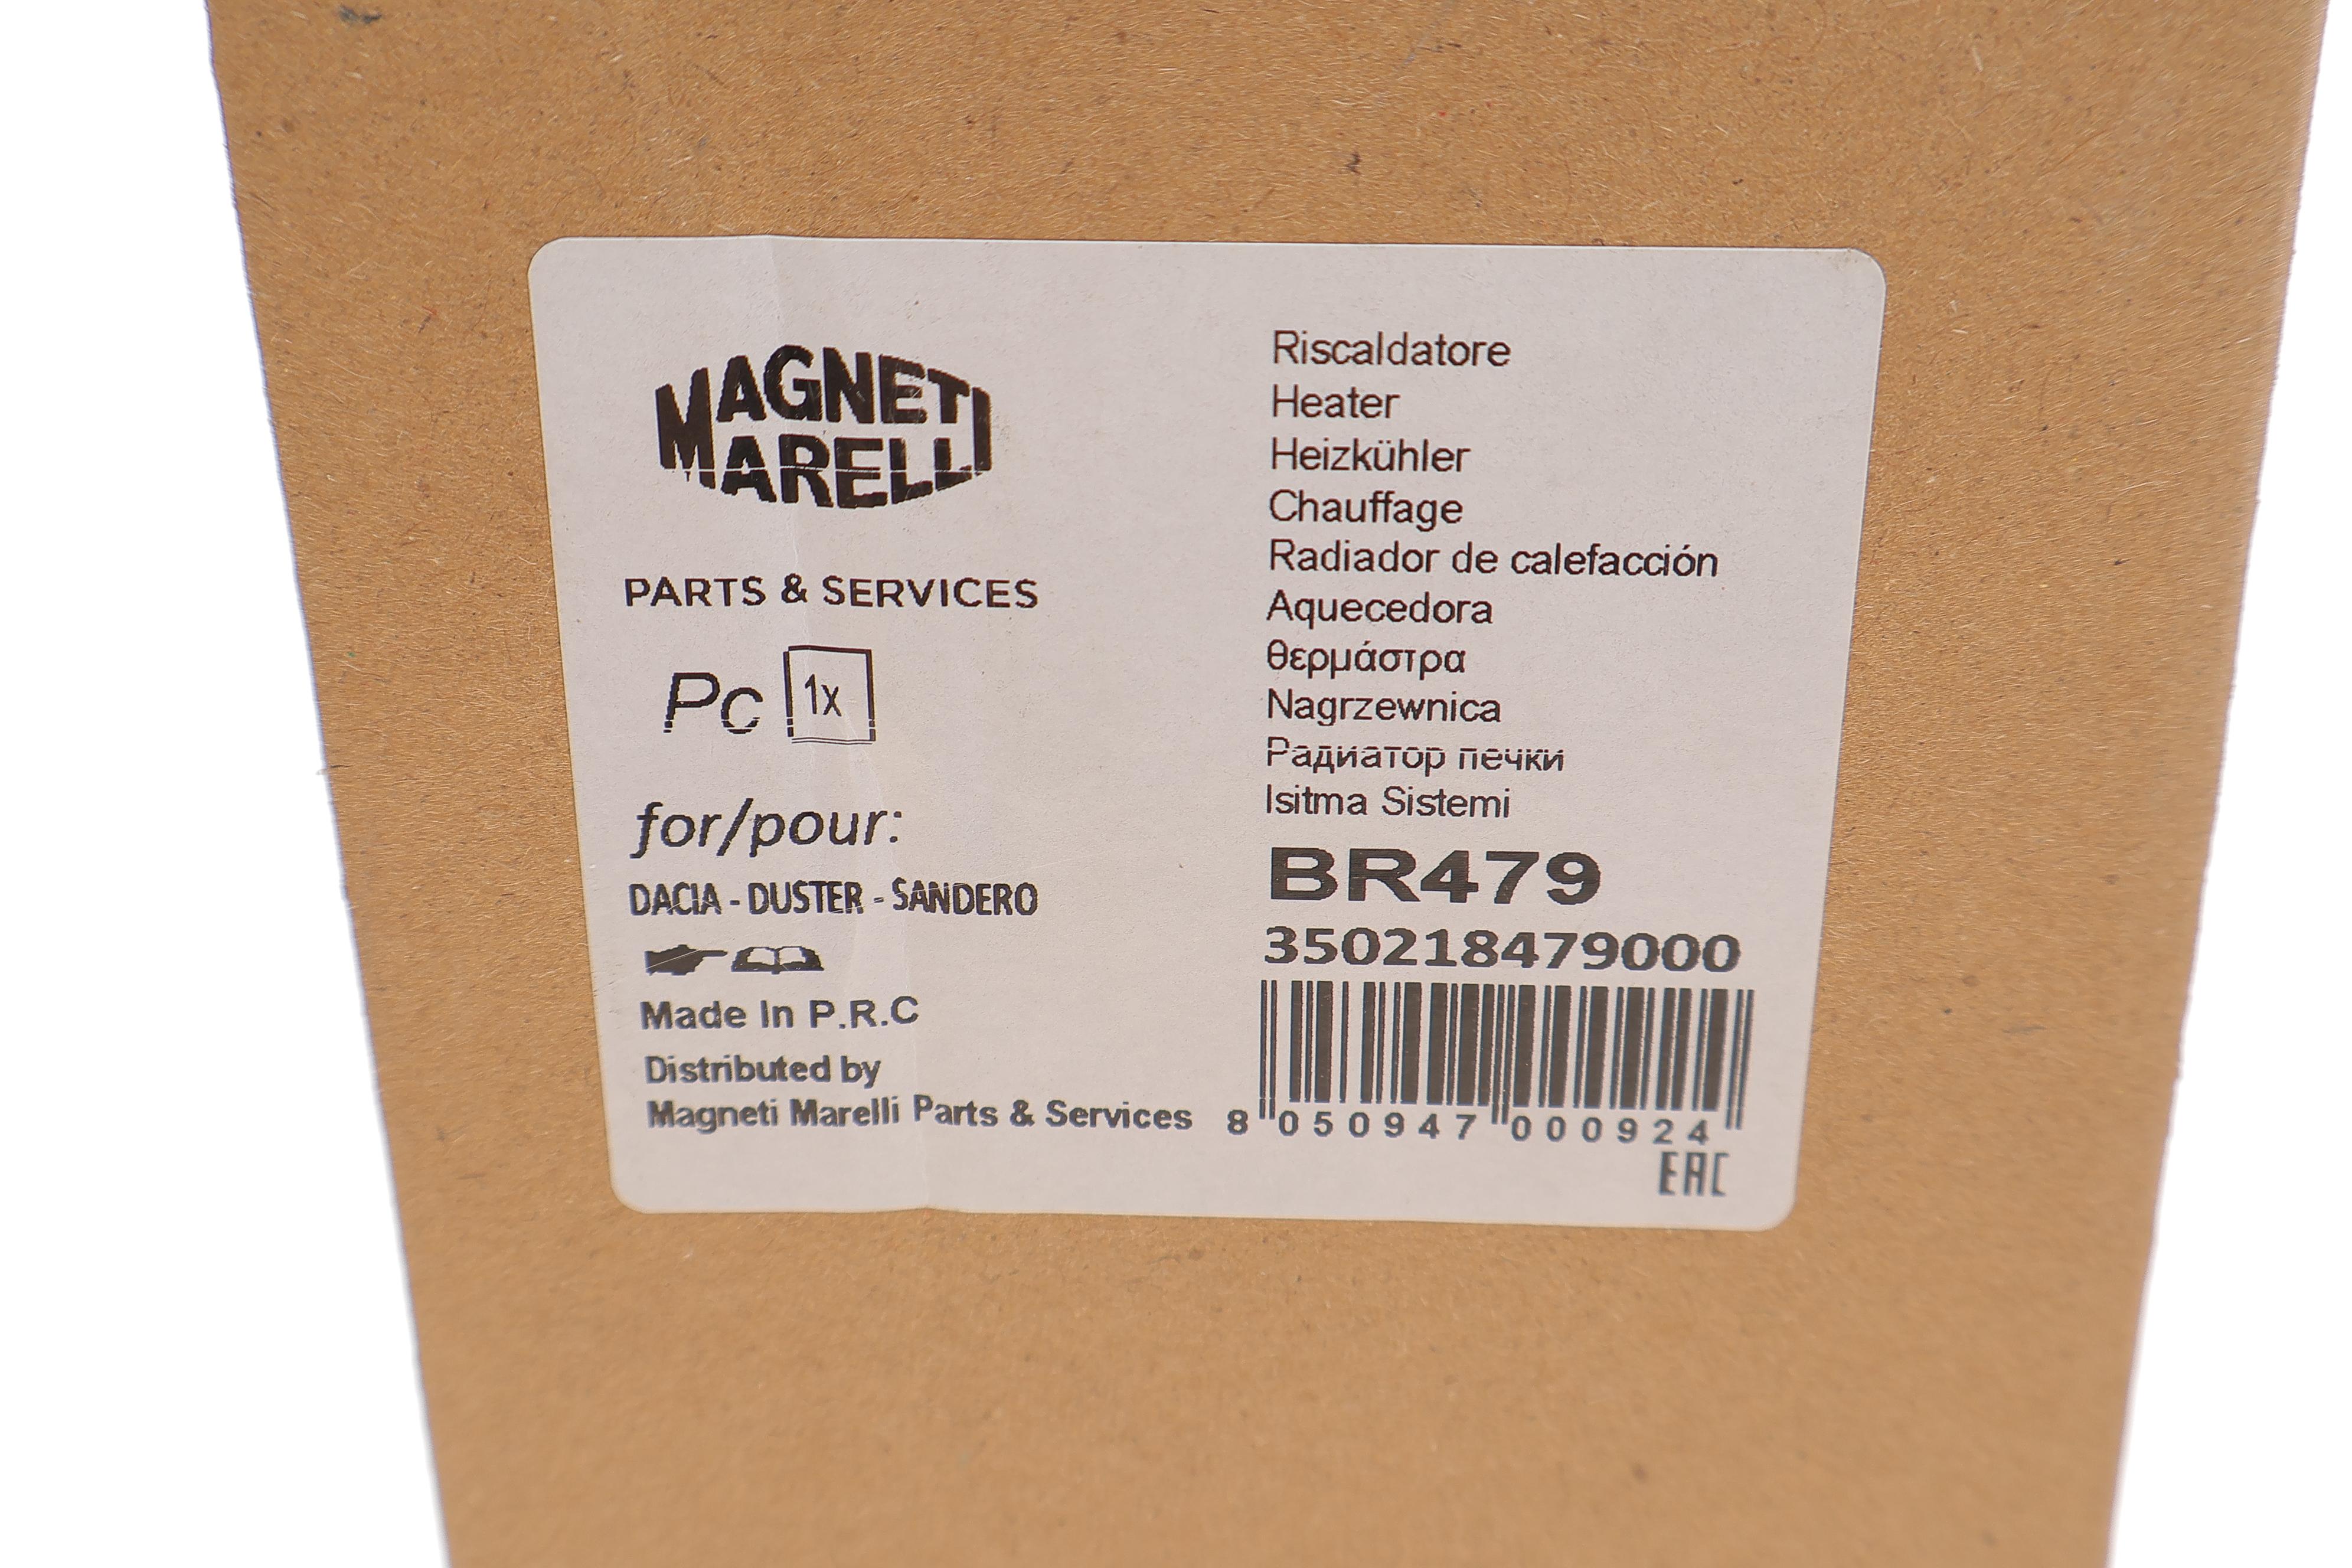 MAGNETI
MARELLI
PARTS & SERVICES
Pc 1x
for/pour:
DACIA - DUSTER - SANDERO
Made In P.R.C
Distributed by
Magneti Marelli Parts & Services
Riscaldatore
Heater
Heizkühler
Chauffage
Radiador de calefacción
Aquecedora
θερμάστρα
Nagrzewnica
Радиатор печки
Isitma Sistemi
BR479
350218479000
8 050947 000924
EAC